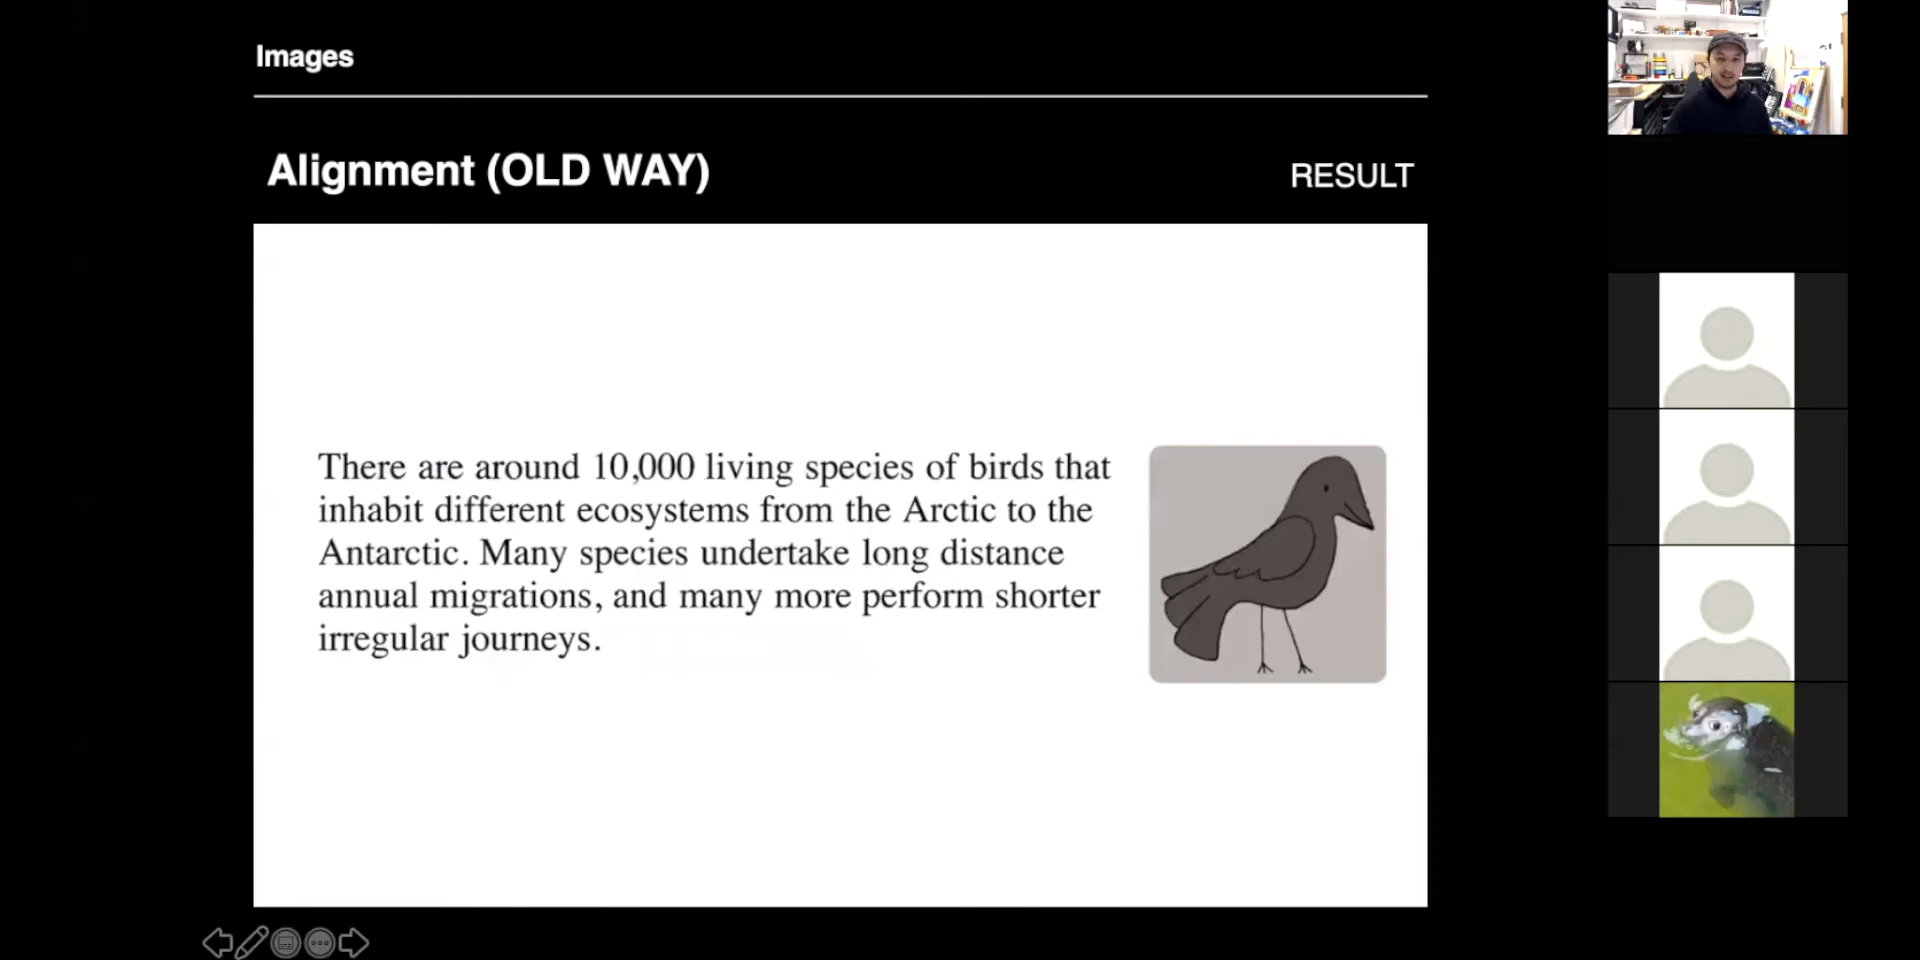 Images
Alignment (OLD WAY)
RESULT
There are around 10,000 living species of birds that
inhabit different ecosystems from the Arctic to the
Antarctic. Many species undertake long distance
annual migrations, and many more perform shorter
irregular journeys.